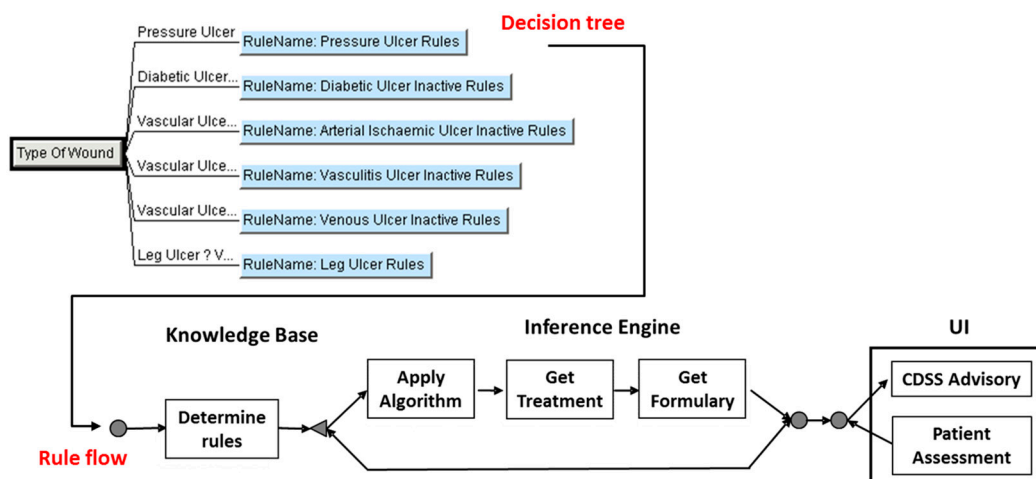 Decision tree
Pressure Ulcer
RuleName: Pressure Ulcer Rules
Diabetic Ulcer...
RuleName: Diabetic Ulcer Inactive Rules
Vascular Ulce...
RuleName: Arterial Ischaemic Ulcer Inactive Rules
Type Of Wound
Vascular Ulce...
RuleName: Vasculitis Ulcer Inactive Rules
Vascular Ulce...
RuleName: Venous Ulcer Inactive Rules
Leg Ulcer ? V...
RuleName: Leg Ulcer Rules
Knowledge Base
Inference Engine
UI
Rule flow
Determine
rules
Apply
Algorithm
Get
Treatment
Get
Formulary
CDSS Advisory
Patient
Assessment